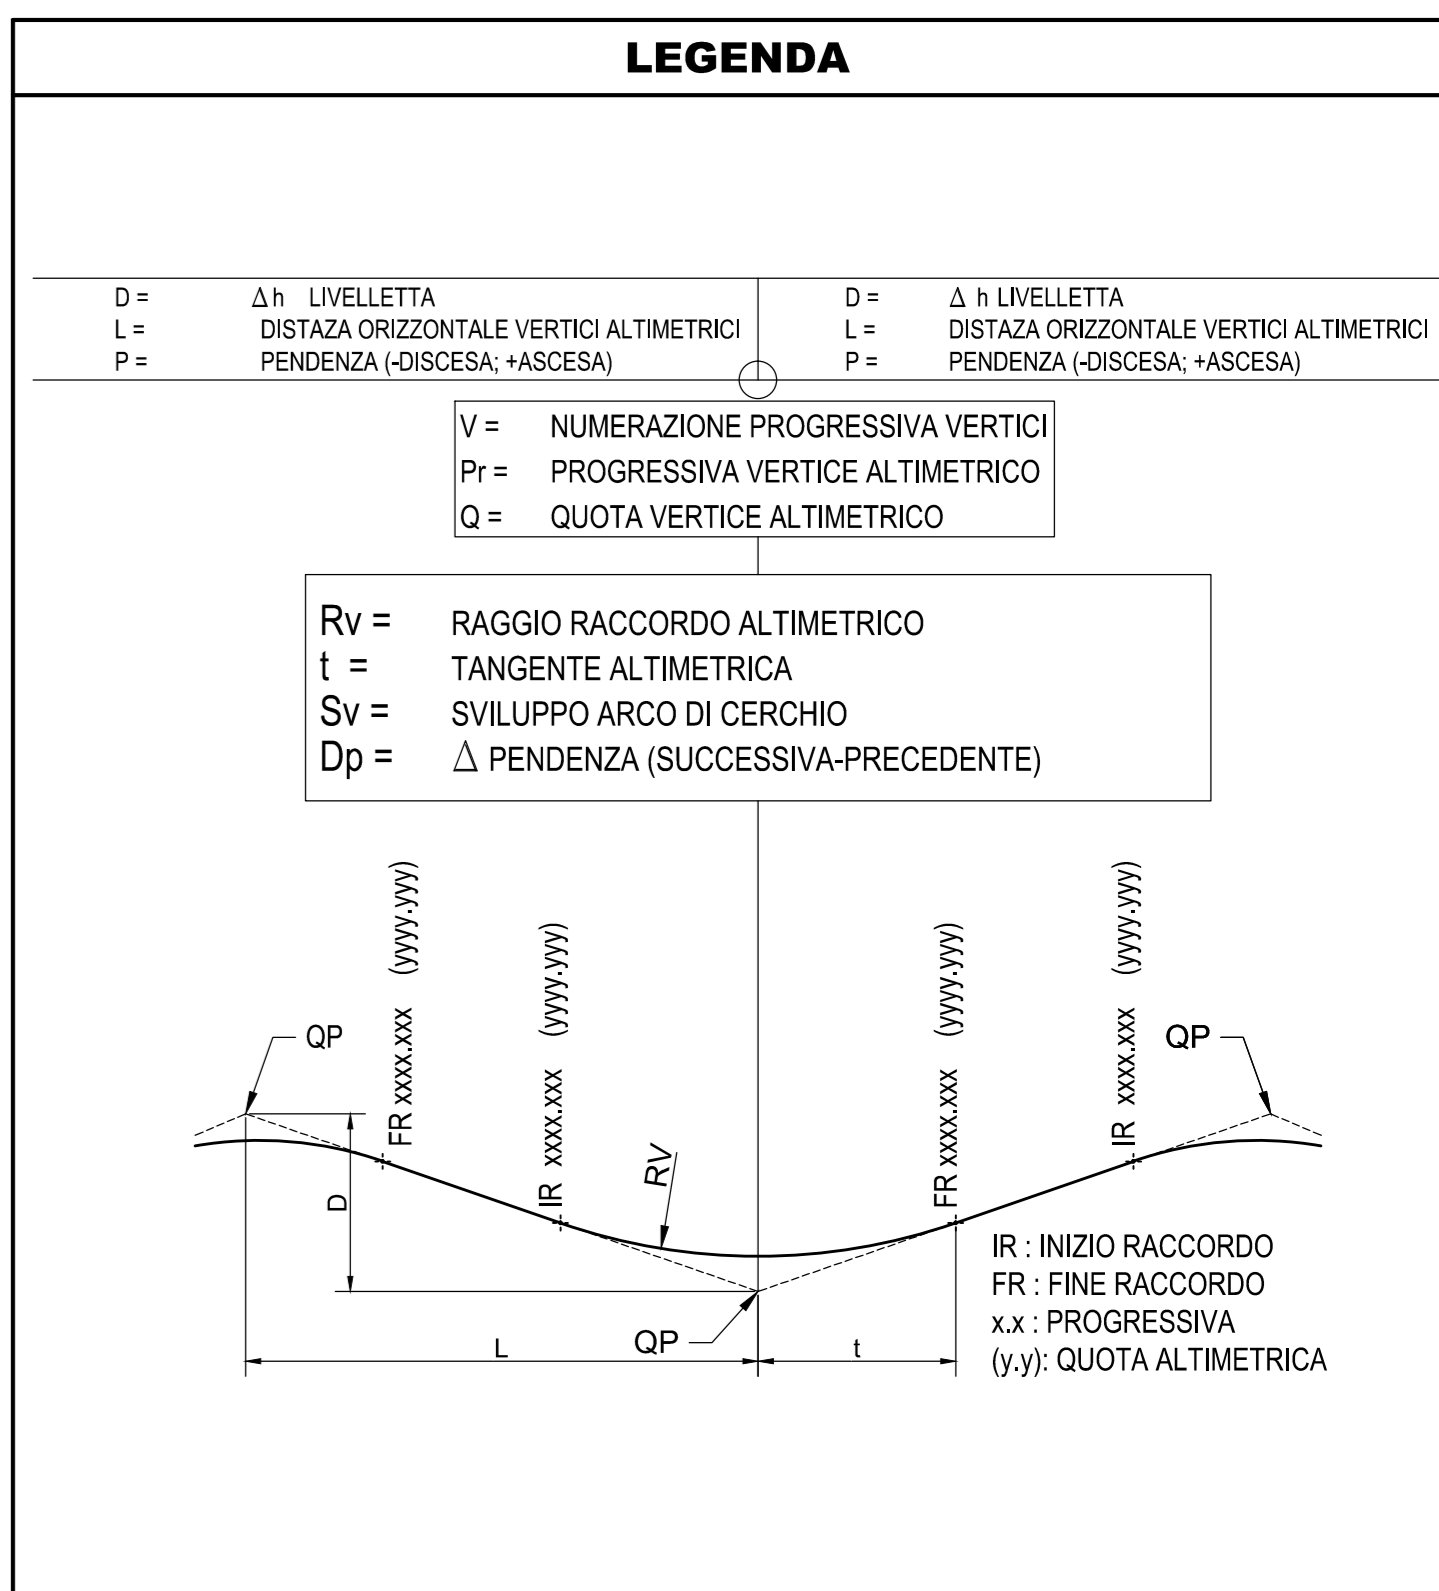 LEGENDA
D = Δ h LIVELLETTA
L = DISTAZA ORIZZONTALE VERTICI ALTIMETRICI
P = PENDENZA (-DISCESA; +ASCESA)
D = Δ h LIVELLETTA
L = DISTAZA ORIZZONTALE VERTICI ALTIMETRICI
P = PENDENZA (-DISCESA; +ASCESA)
V = NUMERAZIONE PROGRESSIVA VERTICI
Pr = PROGRESSIVA VERTICE ALTIMETRICO
Q = QUOTA VERTICE ALTIMETRICO
Rv = RAGGIO RACCORDO ALTIMETRICO
t = TANGENTE ALTIMETRICA
Sv = SVILUPPO ARCO DI CERCHIO
Dp = Δ PENDENZA (SUCCESSIVA-PRECEDENTE)
QP
FR xxxx.xxx (yyyy.yyy)
IR xxxx.xxx (yyyy.yyy)
FR xxxx.xxx (yyyy.yyy)
IR xxxx.xxx (yyyy.yyy)
QP
D
RV
QP
L
t
IR : INIZIO RACCORDO
FR : FINE RACCORDO
x.x : PROGRESSIVA
(y.y): QUOTA ALTIMETRICA